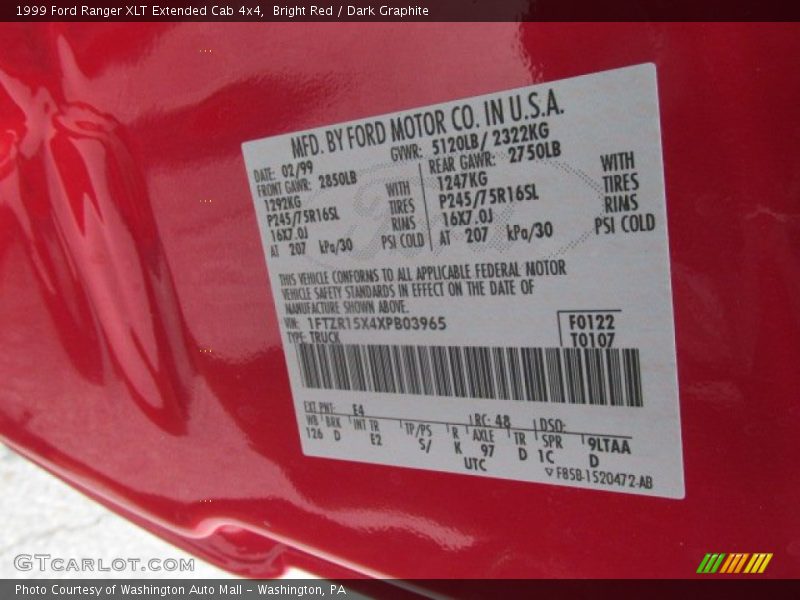 1999 Ford Ranger XLT Extended Cab 4x4, Bright Red / Dark Graphite
MFD. BY FORD MOTOR CO. IN U.S.A.
DATE: 02/99 GVWR: 5120LB/ 2322KG
FRONT GAWR: 2850LB REAR GAWR: 2750LB
1292KG WITH 1247KG WITH
P245/75R16SL TIRES P245/75R16SL TIRES
16X7.0J RIMS 16X7.0J RIMS
AT 207 kPa/30 PSI COLD AT 207 kPa/30 PSI COLD
THIS VEHICLE CONFORMS TO ALL APPLICABLE FEDERAL MOTOR
VEHICLE SAFETY STANDARDS IN EFFECT ON THE DATE OF
MANUFACTURE SHOWN ABOVE.
VIN: 1FTZR15X4XPB03965 F0122
TYPE: TRUCK T0107
EXT PNT: E4 RC: 48 DSO:
WB BRK INT TR TP/PS R AXLE TR SPR 9LTAA
126 D E2 S/ K 97 D 1C D
UTC F85B-1520472-AB
GTcarlot.com
Photo Courtesy of Washington Auto Mall - Washington, PA